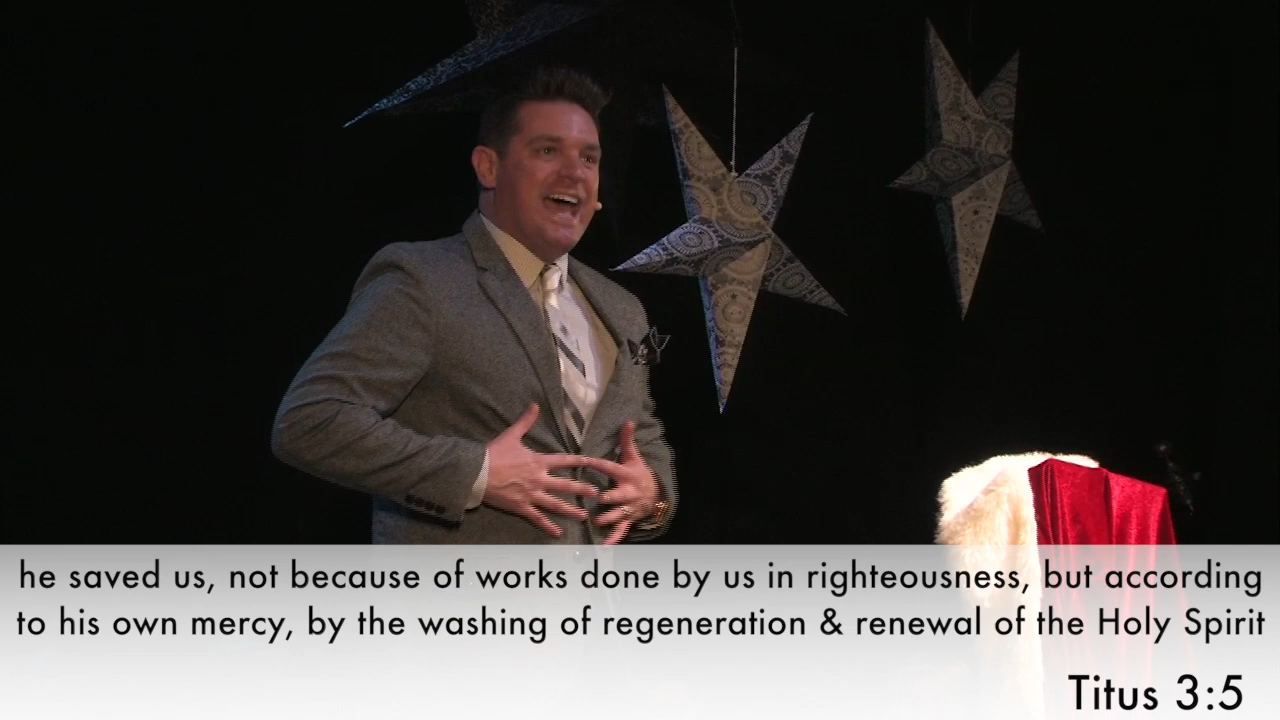 he saved us, not because of works done by us in righteousness, but according
to his own mercy, by the washing of regeneration & renewal of the Holy Spirit
Titus 3:5